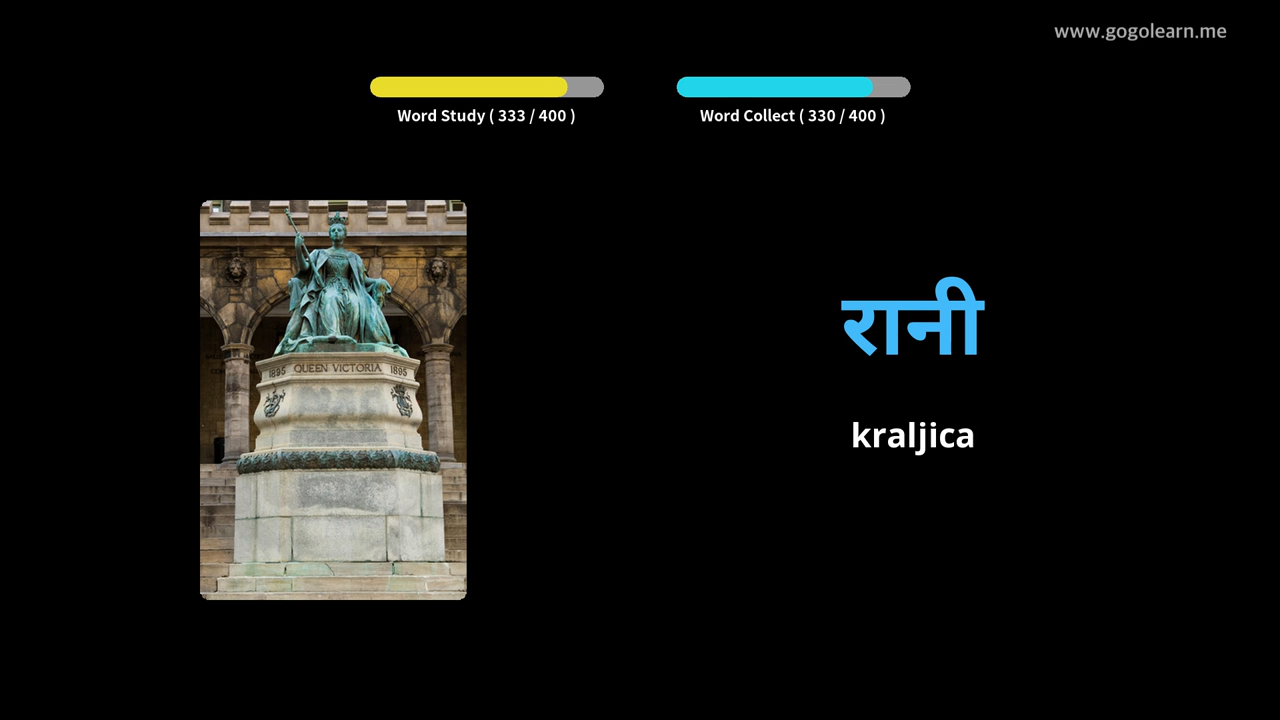 www.gogolearn.me
Word Study ( 333 / 400 )
Word Collect ( 330 / 400 )
1895 QUEEN VICTORIA 1895
रानी
kraljica